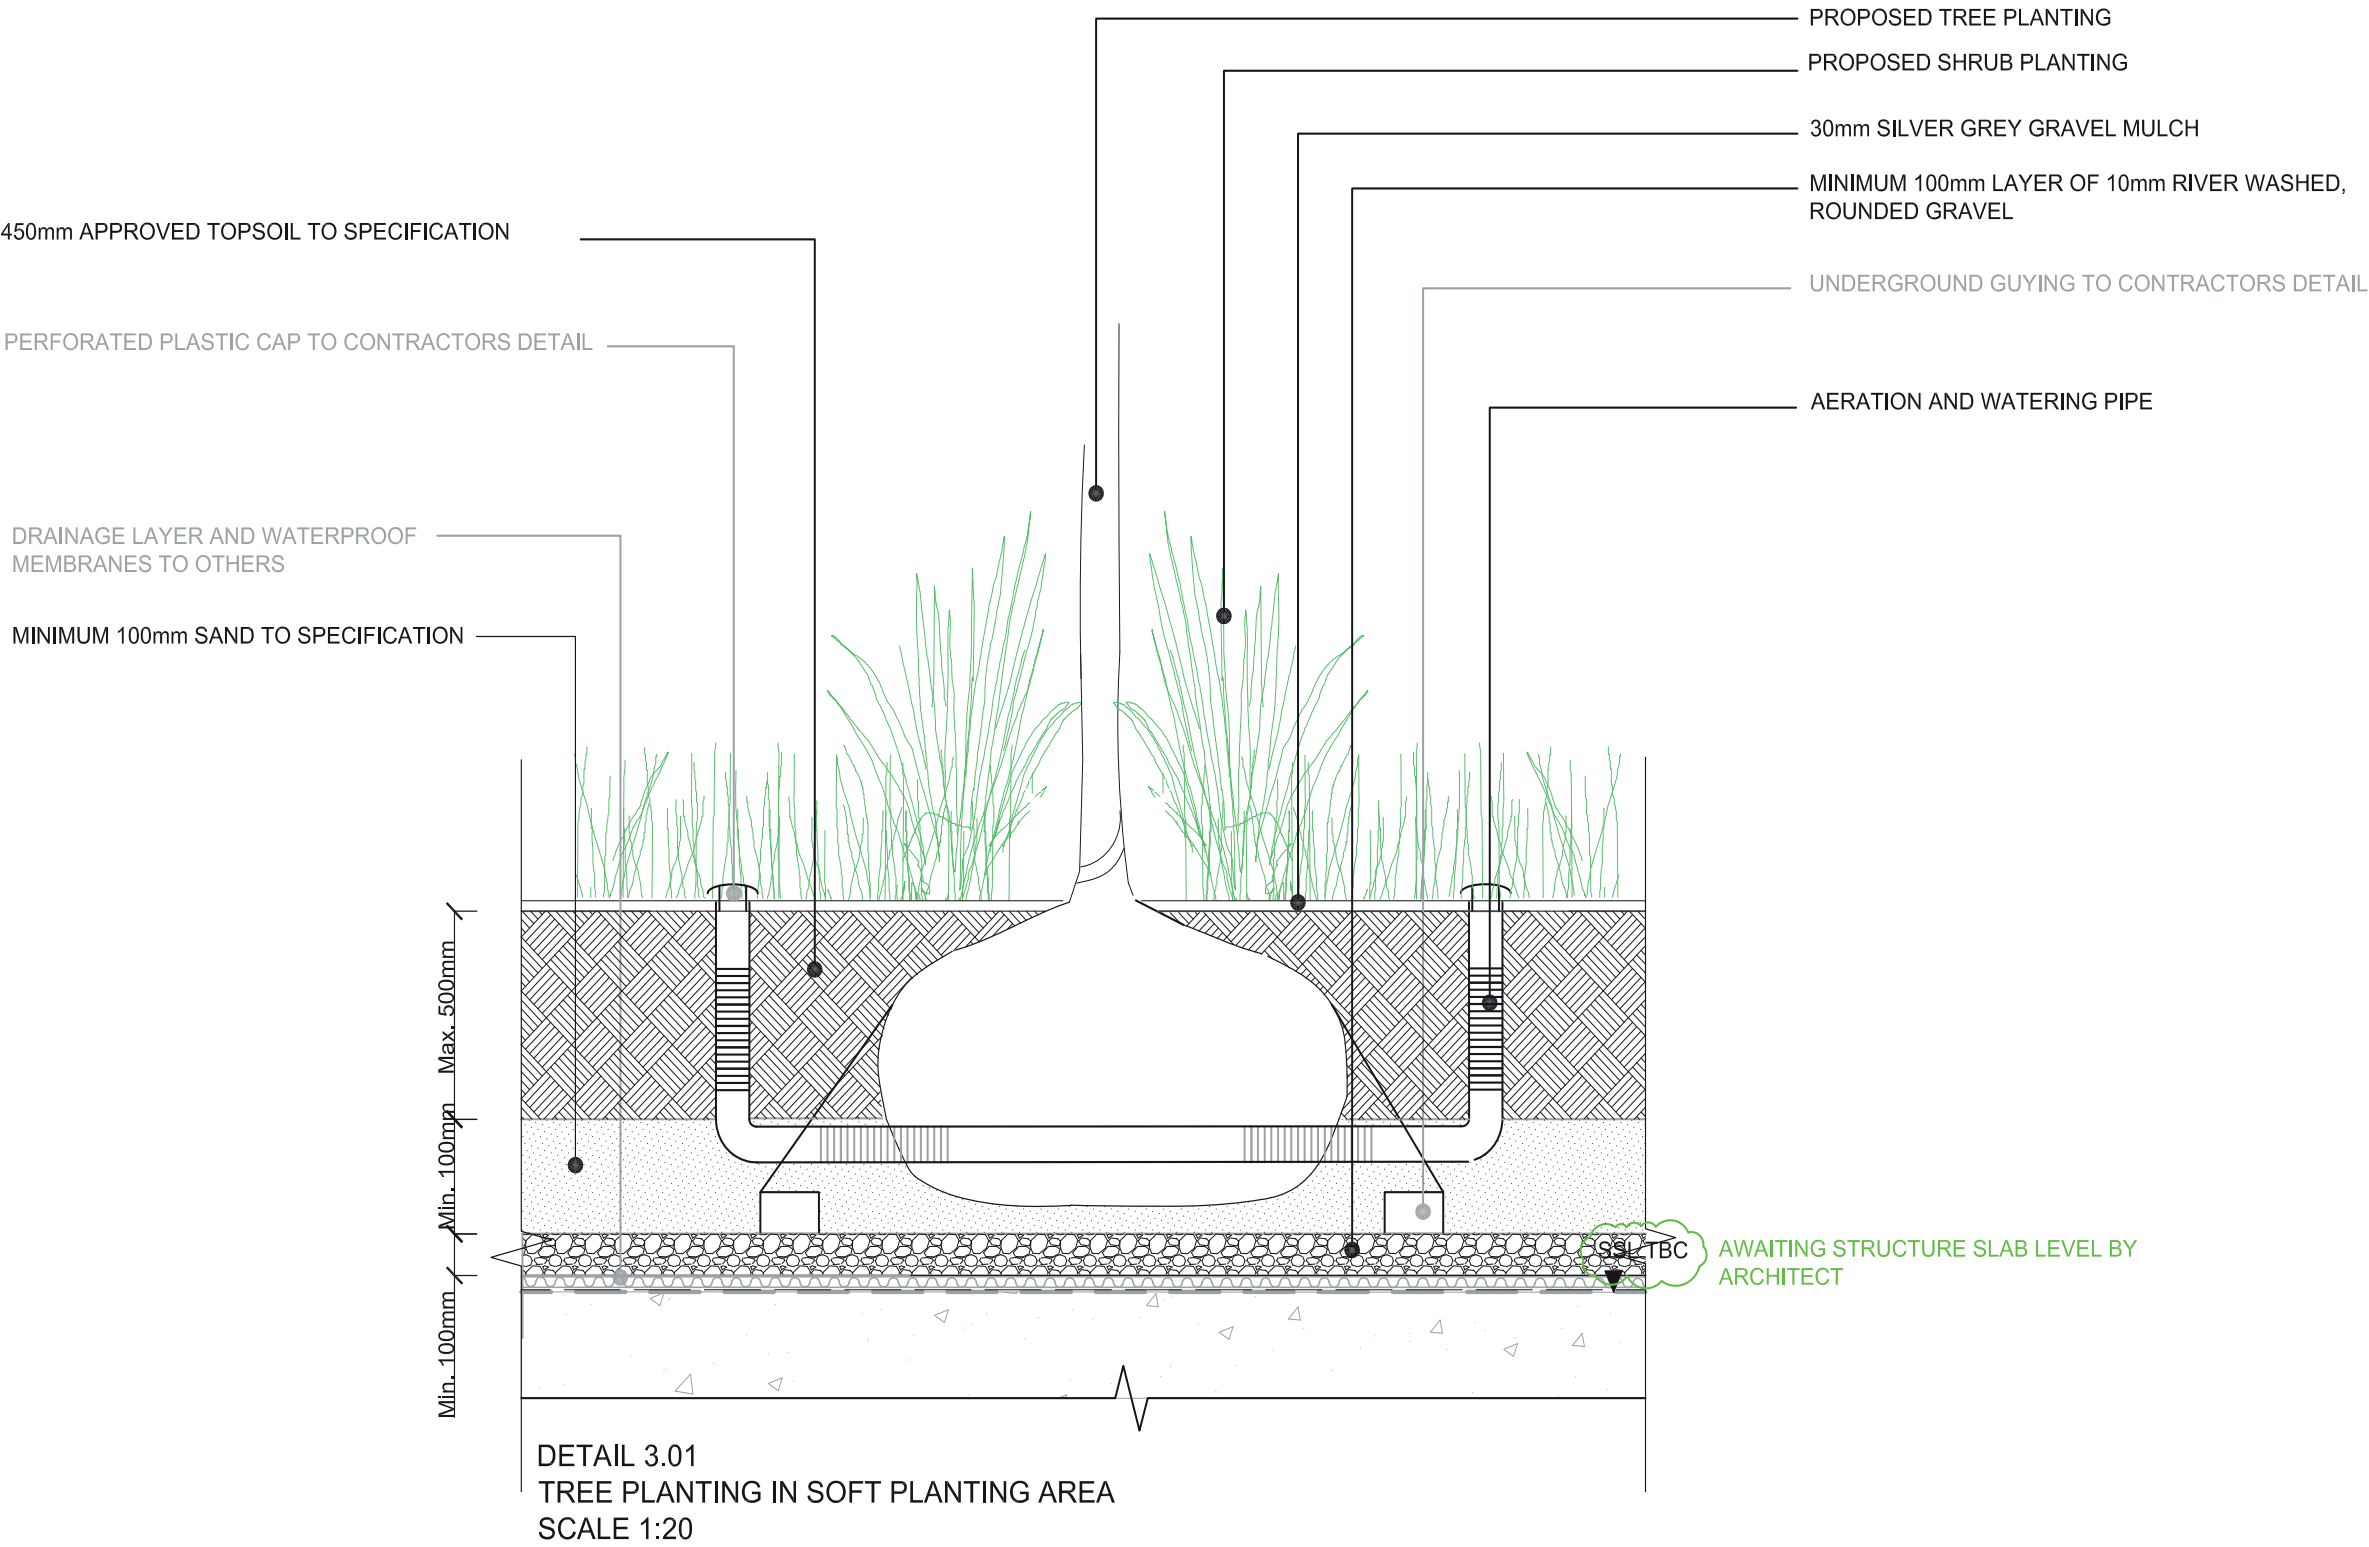 PROPOSED TREE PLANTING
PROPOSED SHRUB PLANTING
30mm SILVER GREY GRAVEL MULCH
MINIMUM 100mm LAYER OF 10mm RIVER WASHED,
ROUNDED GRAVEL
450mm APPROVED TOPSOIL TO SPECIFICATION
UNDERGROUND GUYING TO CONTRACTORS DETAIL
PERFORATED PLASTIC CAP TO CONTRACTORS DETAIL
AERATION AND WATERING PIPE
DRAINAGE LAYER AND WATERPROOF
MEMBRANES TO OTHERS
MINIMUM 100mm SAND TO SPECIFICATION
Max. 500mm
Min. 100mm
Min. 100mm
SSL TBC
AWAITING STRUCTURE SLAB LEVEL BY
ARCHITECT
DETAIL 3.01
TREE PLANTING IN SOFT PLANTING AREA
SCALE 1:20